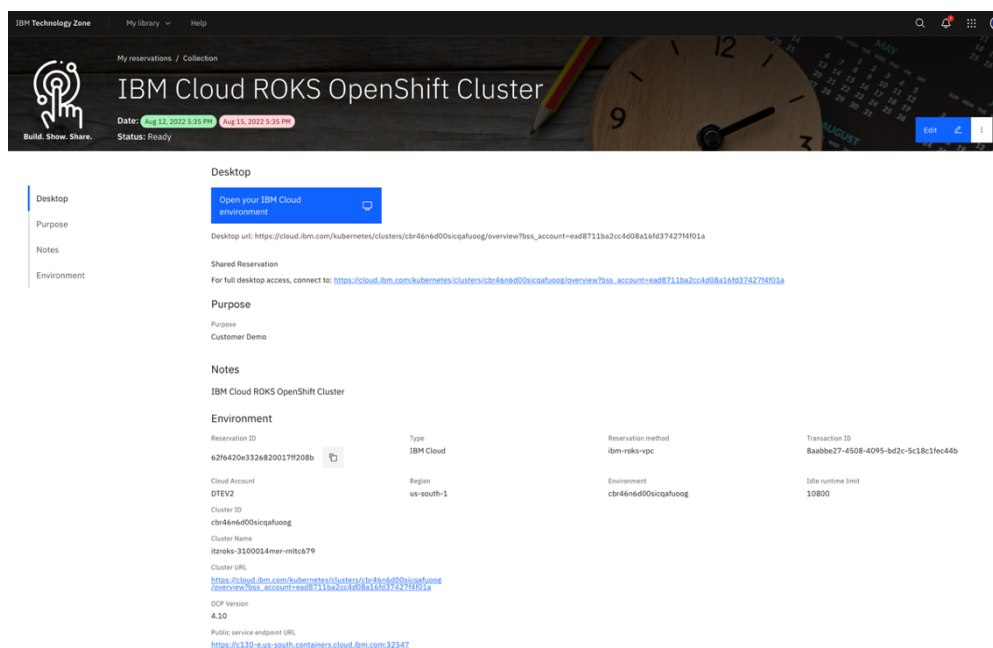 IBM Technology Zone My library Help
My reservations / Collection
IBM Cloud ROKS OpenShift Cluster
Date: Aug 12, 2022 5:35 PM Aug 15, 2022 5:35 PM
Build. Show. Share. Status: Ready
Edit
Desktop
Purpose
Notes
Environment
Desktop
Open your IBM Cloud
environment
Desktop url: https://cloud.ibm.com/kubernetes/clusters/cbr46n6d00sicqafuoog/overview?bss_account=ead8711ba2cc4d08a16fd37427f4f01a
Shared Reservation
For full desktop access, connect to: https://cloud.ibm.com/kubernetes/clusters/cbr46n6d00sicqafuoog/overview?bss_account=ead8711ba2cc4d08a16fd37427f4f01a
Purpose
Purpose
Customer Demo
Notes
IBM Cloud ROKS OpenShift Cluster
Environment
Reservation ID Type Reservation method Transaction ID
62f6420e3326820017ff208b IBM Cloud ibm-roks-vpc 8aabbe27-4508-4095-bd2c-5c18c1fec44b
Cloud Account Region Environment Idle runtime limit
DTEV2 us-south-1 cbr46n6d00sicqafuoog 10800
Cluster ID
cbr46n6d00sicqafuoog
Cluster Name
itzroks-3100014mer-rnltc679
Cluster URL
https://cloud.ibm.com/kubernetes/clusters/cbr46n6d00sicqafuoog
/overview?bss_account=ead8711ba2cc4d08a16fd37427f4f01a
OCP Version
4.10
Public service endpoint URL
https://c130-e.us-south.containers.cloud.ibm.com:32547